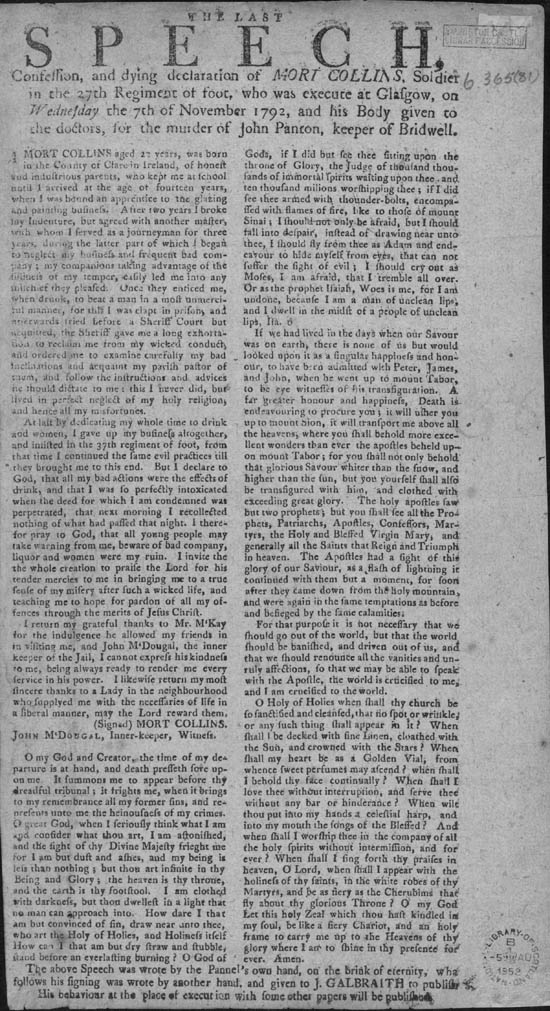 THE LAST
SPEECH,
Confeſſion, and dying declaration of MORT COLLINS, Soldier
in the 27th Regiment of foot, who was execute at Glaſgow, on
Wedneſday the 7th of November 1792, and his Body given to
the doctors, for the murder of John Panton, keeper of Bridwell.
6 365(81)
I MORT COLLINS aged 22 years, was born
in the County of Clare in Ireland, of honeſt
and induſtrious parents, who kept me at ſchool
until I arrived at the age of fourteen years,
when I was bound an apprentice to the glazing
and painting buſineſs. After two years I broke
my Indenture, but agreed with another maſter,
with whom I ſerved as a journeyman for three
years, during the latter part of which I began
to neglect my buſineſs and frequent bad com-
pany; my companions taking advantage of the
of my temper, eaſily led me into any
miſchief they pleaſed. Once they enticed me,
when drunk, to beat a man in a moſt unmerci-
ful manner, for this I was clapt in priſon, and
afterwards tried before a Sheriff Court but
acquitted, the Sheriff gave me a long exhorta-
tion to reclaim me from my wicked conduct,
and ordered me to examine carefully my bad
inclinations and acquaint my pariſh paſtor of
them, and follow the inſtructions and advices
he ſhould dictate to me; this I never did, but
lived in perfect neglect of my holy religion,
and hence all my misfortunes.
At laſt by dedicating my whole time to drink
and women, I gave up my buſineſs altogether,
and inliſted in the 37th regiment of foot, from
that time I continued the ſame evil practices till
they brought me to this end. But I declare to
God, that all my bad actions were the effects of
drink, and that I was ſo perfectly intoxicated
when the deed for which I am condemned was
perpetrated, that next morning I recollected
nothing of what had paſſed that night. I there-
for pray to God, that all young people may
take warning from me, beware of bad company,
liquor and women were my ruin. I invite the
the whole creation to praiſe the Lord for his
tender mercies to me in bringing me to a true
ſenſe of my miſery after ſuch a wicked life, and
teaching me to hope for pardon of all my of-
fences through the merits of Jeſus Chriſt.
I return my grateful thanks to Mr. M'Kay
for the indulgence he allowed my friends in
in viſiting me, and John M'Dougal, the inner
keeper of the Jail, I cannot expreſs his kindneſs
to me, being always ready to render me every
ſervice in his power. I likewiſe return my moſt
ſincere thanks to a Lady in the neighbourhood
who ſupplyed me with the neceſſaries of life in
a liberal manner, may the Lord reward them.
(Signed) MORT COLLINS.
JOHN M'DOUGAL, Inner-keeper, Witneſs.
O my God and Creator, the time of my de-
parture is at hand, and death preſſeth ſore up-
on me. It ſummons me to appear before thy
dreadful tribunal; it frights me, when it brings
to my remembrance all my former ſins, and re-
preſents unto me the heinouſneſs of my crimes.
O great God, when I ſeriouſly think what I am
and conſider what thou art, I am aſtoniſhed,
and the ſight of thy Divine Majeſty frieght me
for I am but duſt and aſhes, and my being is
leſs than nothing; but thou art infinite in thy
Being and Glory; the heaven is thy throne,
and the earth is thy footſtool. I am clothed
with darkneſs, but thou dwelleſt in a light that
no man can approach into. How dare I that
am but convinced of ſin, draw near unto thee,
who art the Holy of Holies, and Holineſs itſelf
How can I that am but dry ſtraw and ſtubble,
ſtand before an everlaſting burning? O God of
Gods, if I did but ſee thee ſitting upon the
throne of Glory, the Judge of thouſand thou-
ſands of immortal ſpirits waiting upon thee and
ten thouſand milions worſhipping thee; if I did
ſee thee armed with thounder-bolts, encompa-
ſſed with flames of fire, like to thoſe of mount
Sinai; I ſhould not only be afraid, but I ſhould
fall into deſpair, inſtead of drawing near unto
thee, I ſhould fly from thee as Adam and end-
eavour to hide myſelf from eyes, that can not
ſuffer the ſight of evil; I ſhould cry out as
Moſes, I am afraid, that I tremble all over.
Or as the prophet Iſaiah, Woes is me, for I am
undone, becauſe I am a man of unclean lips,
and I dwell in the midſt of a people of unclean
lips, Iſa. 6
If we had lived in the days when our Savour
was on earth, there is none of us but would
looked upon it as a ſingular happineſs and hon-
our, to have been admitted with Peter, James,
and John, when he went up to mount Tabor,
to be eye witneſſes of his transfiguration. A
far greater honour and happineſs, Death is
endeavouring to procure you; it will uſher you
up to mount Sion, it will tranſport me above all
the heavens, where you ſhall behold more excel-
lent wonders than ever the apoſtles beheld up-
on mount Tabor; for you ſhall not only behold
that glorious Savour whiter than the ſnow, and
higher than the ſun, but you yourſelf ſhall alſo
be transfigured with him, and clothed with
exceeding great glory. The holy apoſtles ſaw
but two prophets; but you ſhall ſee all the Pro-
phets, Patriarchs, Apoſtles, Confeſſors, Mar-
tyrs, the Holy and Bleſſed Virgin Mary, and
generally all the Saints that Reign and Triumph
in heaven. The Apoſtles had a ſight of this
glory of our Saviour, as a flaſh of lightning it
continued with them but a moment, for ſoon
after they came down from the holy mountain,
and were again in the ſame temptations as before
and beſieged by the ſame calamities.
For that purpoſe it is not neceſſary that we
ſhould go out of the world, but that the world
ſhould be baniſhed, and driven out of us, and
that we ſhould renounce all the vanities and un-
ruly affections, ſo that we may be able to ſpeak
with the Apoſtle, the world is crucified to me,
and I am crucified to the world.
O Holy of Holies when ſhall thy church be
ſo ſanctified and cleanſed, that no ſpot or wrinkle,
or any ſuch thing ſhall appear in it? When
ſhall I be decked with fine Linen, cloathed with
the Sun, and crowned with the Stars? When
ſhall my heart be as a Golden Vial, from
whence ſweet perfumes may aſcend? when ſhall
I behold thy face continually? When ſhall I
love thee without interruption, and ſerve thee
without any bar or hinderance? When wile
thou put into my hands a celeſtial harp, and
into my mouth the ſongs of the Bleſſed? And
when ſhall I worſhip thee in the company of all
the holy ſpirits without intermiſſion, and for
ever? When ſhall I ſing forth thy praiſes in
heaven, O Lord, when ſhall I appear with the
holineſs of thy ſaints, in the white robes of thy
Martyrs, and be as fiery as the Cherubims that
fly about thy glorious Throne? O my God
Let this holy Zeal which thou haſt kindled in
my ſoul, be like a fiery Chariot, and an holy
frame to carry me up to the Heavens of thy
glory where I am to ſhine in thy preſence for
ever. Amen.
The above Speech was wrote by the Pannel's own hand, on the brink of eternity, wha
follows his ſigning was wrote by another hand, and given to J. GALBRAITH to publiſh
His behaviour at the place of execution with ſome other papers will be publiſhed.